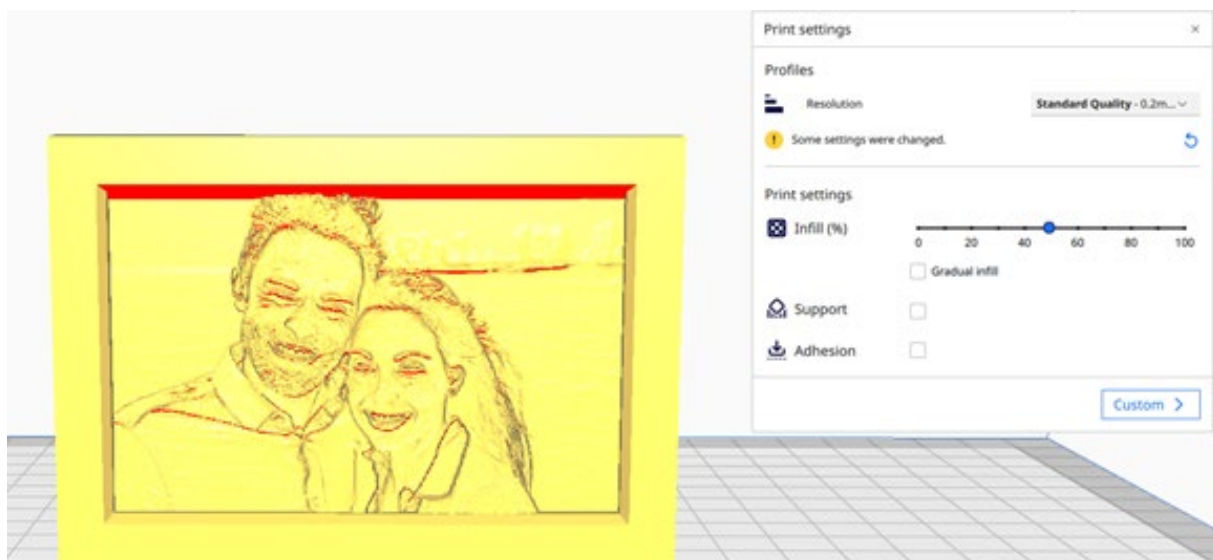 Print settings ×
Profiles
Resolution Standard Quality - 0.2m...
! Some settings were changed.
Print settings
Infill (%)
0 20 40 60 80 100
Gradual infill
Support
Adhesion
Custom >